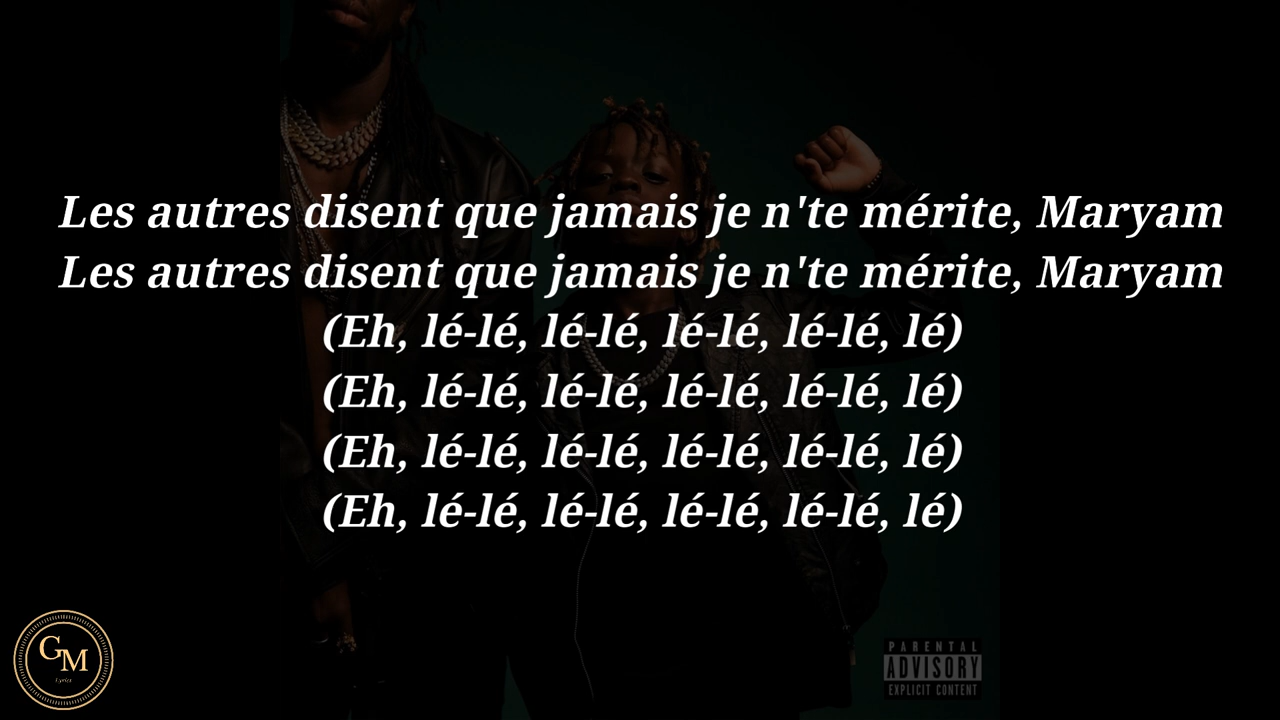 Les autres disent que jamais je n'te mérite, Maryam
Les autres disent que jamais je n'te mérite, Maryam
(Eh, lé-lé, lé-lé, lé-lé, lé-lé, lé)
(Eh, lé-lé, lé-lé, lé-lé, lé-lé, lé)
(Eh, lé-lé, lé-lé, lé-lé, lé-lé, lé)
(Eh, lé-lé, lé-lé, lé-lé, lé-lé, lé)
GM
Lyrics
PARENTAL
ADVISORY
EXPLICIT CONTENT